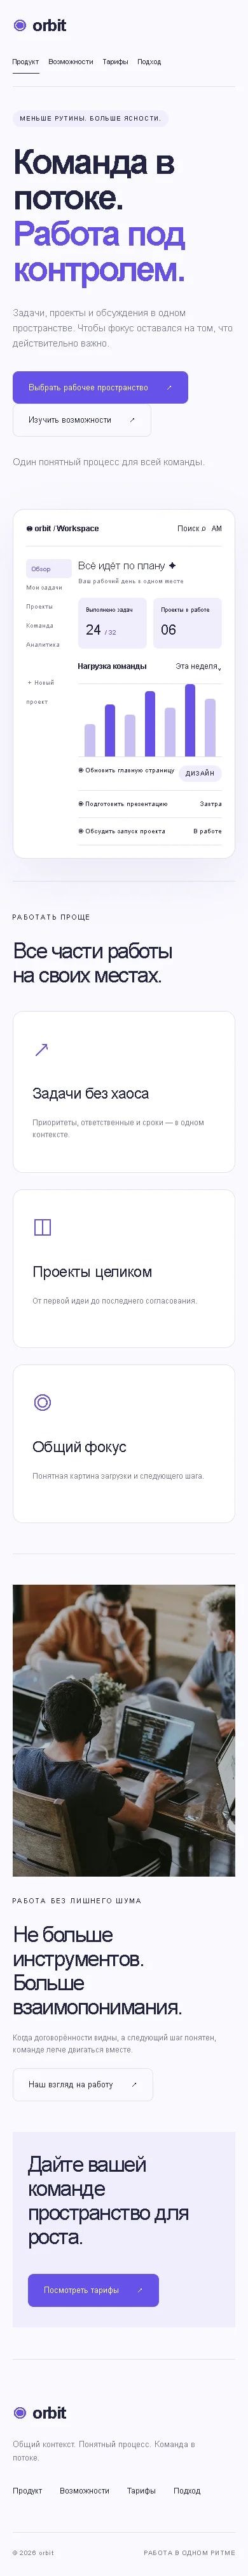 orbit
Продукт Возможности Тарифы Подход
МЕНЬШЕ РУТИНЫ. БОЛЬШЕ ЯСНОСТИ.
Команда в
потоке.
Работа под
контролем.
Задачи, проекты и обсуждения в одном
пространстве. Чтобы фокус оставался на том, что
действительно важно.
Выбрать рабочее пространство ↗
Изучить возможности ↗
Один понятный процесс для всей команды.
orbit / Workspace
Поиск ⌕ АМ
Обзор
Мои задачи
Проекты
Команда
Аналитика
+ Новый
проект
Всё идёт по плану ✦
Ваш рабочий день в одном месте
Выполнено задач
24 / 32
Проекты в работе
06
Нагрузка команды
Эта неделя
Обновить главную страницу ДИЗАЙН
Подготовить презентацию Завтра
Обсудить запуск проекта В работе
РАБОТАТЬ ПРОЩЕ
Все части работы
на своих местах.
Задачи без хаоса
Приоритеты, ответственные и сроки — в одном
контексте.
Проекты целиком
От первой идеи до последнего согласования.
Общий фокус
Понятная картина загрузки и следующего шага.
РАБОТА БЕЗ ЛИШНЕГО ШУМА
Не больше
инструментов.
Больше
взаимопонимания.
Когда договорённости видны, а следующий шаг понятен,
команде легче двигаться вместе.
Наш взгляд на работу ↗
Дайте вашей
команде
пространство для
роста.
Посмотреть тарифы ↗
orbit
Общий контекст. Понятный процесс. Команда в
потоке.
Продукт Возможности Тарифы Подход
© 2026 orbit
РАБОТА В ОДНОМ РИТМЕ